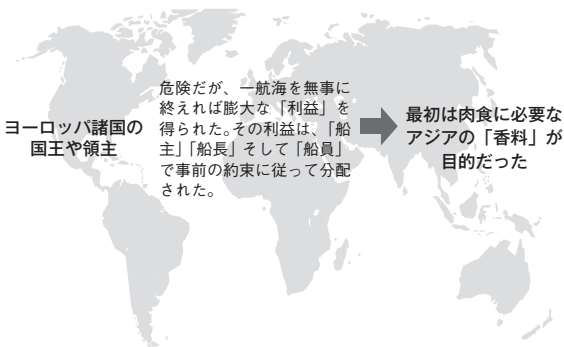 ヨーロッパ諸国の
国王や領主
危険だが、一航海を無事に
終えれば膨大な「利益」を
得られた。その利益は、「船
主」「船長」そして「船員」
で事前の約束に従って分配
された。
最初は肉食に必要な
アジアの「香料」が
目的だった